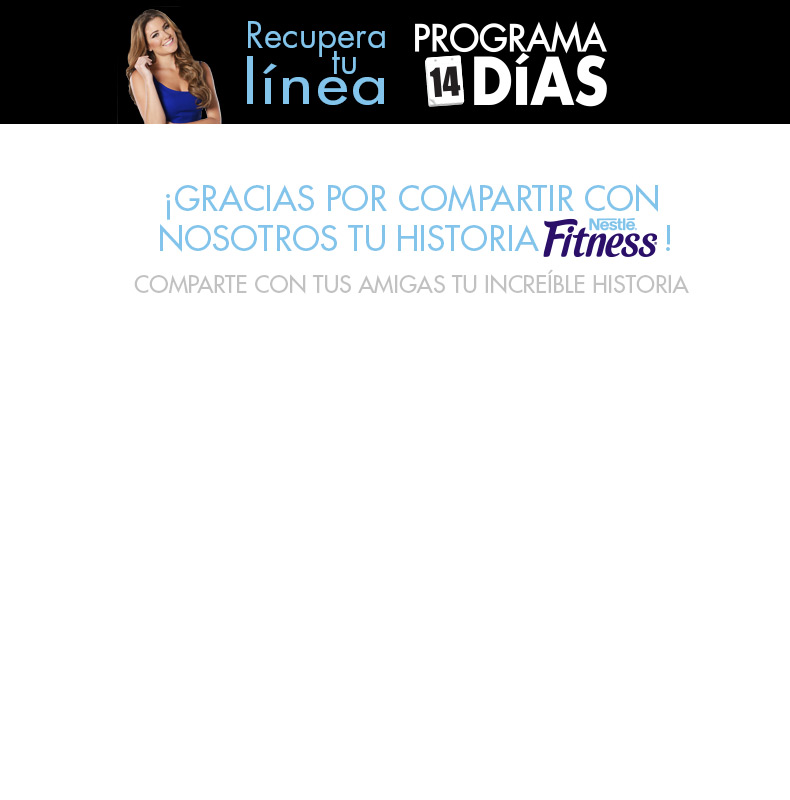 Recupera
tu
línea
PROGRAMA
14 DÍAS
¡GRACIAS POR COMPARTIR CON
NOSOTROS TU HISTORIA Nestlé Fitness !
COMPARTE CON TUS AMIGAS TU INCREÍBLE HISTORIA